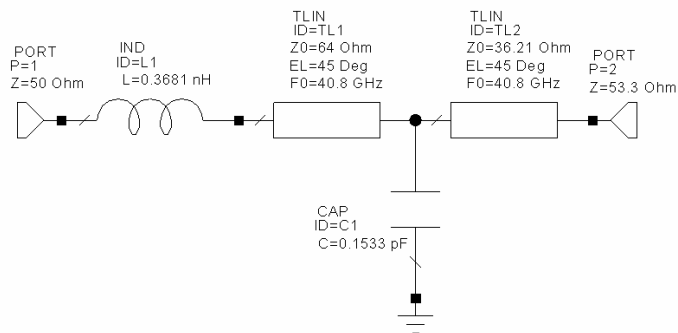 PORT
P=1
Z=50 Ohm
IND
ID=L1
L=0.3681 nH
TLIN
ID=TL1
Z0=64 Ohm
EL=45 Deg
F0=40.8 GHz
TLIN
ID=TL2
Z0=36.21 Ohm
EL=45 Deg
F0=40.8 GHz
PORT
P=2
Z=53.3 Ohm
CAP
ID=C1
C=0.1533 pF